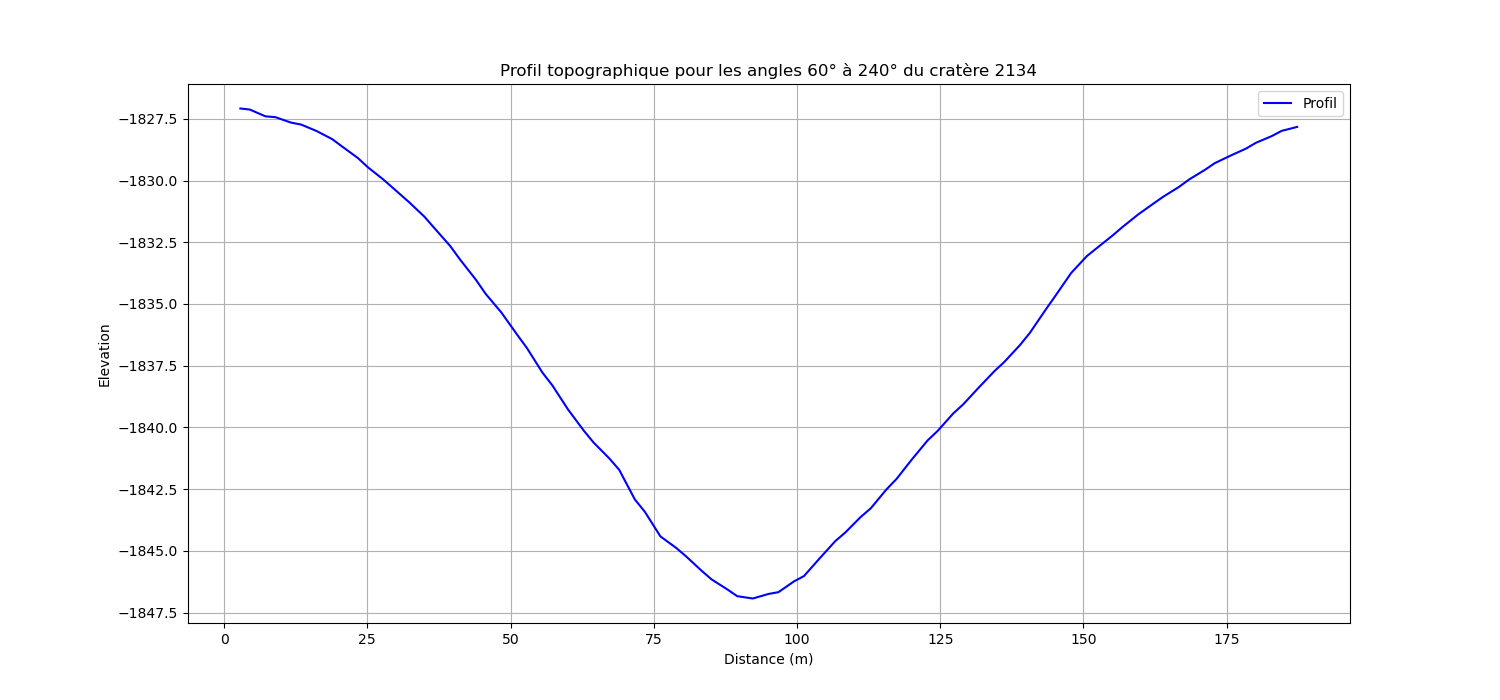 Profil topographique pour les angles 60° à 240° du cratère 2134
Profil
−1827.5
−1830.0
−1832.5
−1835.0
−1837.5
−1840.0
−1842.5
−1845.0
−1847.5
Elevation
0 25 50 75 100 125 150 175
Distance (m)